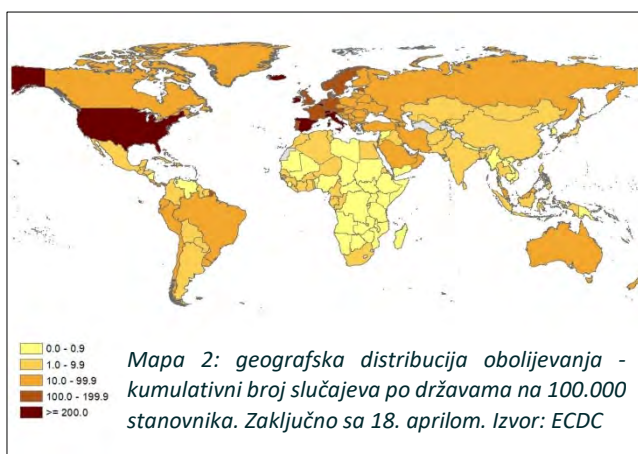 0.0 - 0.9
1.0 - 9.9
10.0 - 99.9
100.0 - 199.9
>= 200.0
Mapa 2: geografska distribucija obolijevanja -
kumulativni broj slučajeva po državama na 100.000
stanovnika. Zaključno sa 18. aprilom. Izvor: ECDC